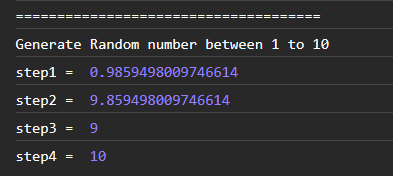 ====================================
Generate Random number between 1 to 10
step1 = 0.9859498009746614
step2 = 9.859498009746614
step3 = 9
step4 = 10